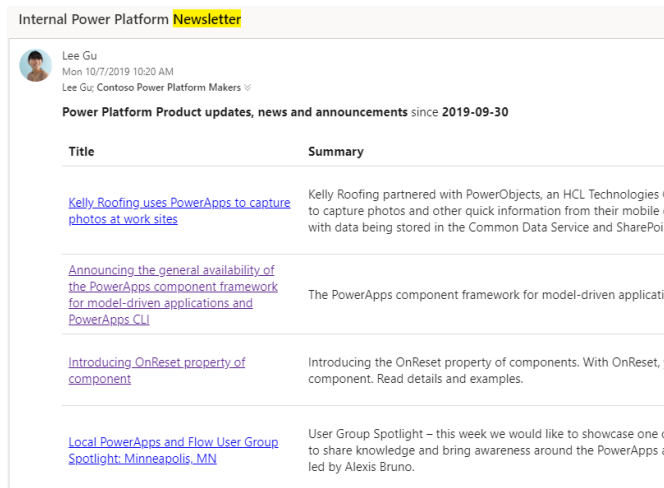 Internal Power Platform Newsletter
Lee Gu
Mon 10/7/2019 10:20 AM
Lee Gu; Contoso Power Platform Makers
Power Platform Product updates, news and announcements since 2019-09-30
Title Summary
Kelly Roofing uses PowerApps to capture
photos at work sites
Kelly Roofing partnered with PowerObjects, an HCL Technologies
to capture photos and other quick information from their mobile
with data being stored in the Common Data Service and
Announcing the general availability of
the PowerApps component framework
for model-driven applications and
PowerApps CLI
The PowerApps component framework for model-driven
Introducing OnReset property of
component
Introducing the OnReset property of components. With OnReset,
component. Read details and examples.
Local PowerApps and Flow User Group
Spotlight: Minneapolis, MN
User Group Spotlight – this week we would like to showcase one
to share knowledge and bring awareness around the PowerApps
led by Alexis Bruno.